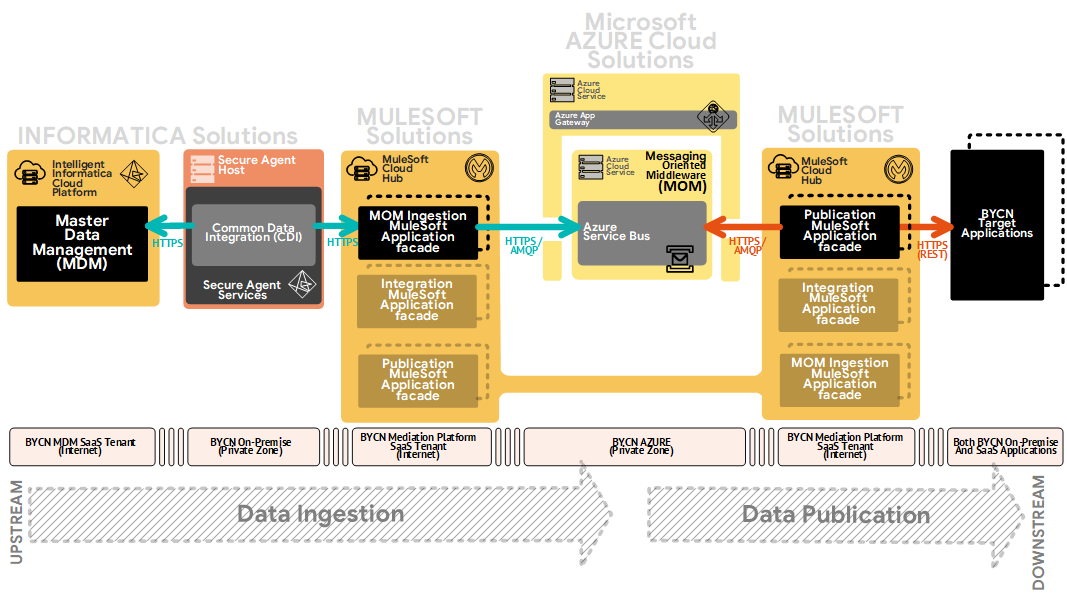 Microsoft
AZURE Cloud
Solutions
INFORMATICA Solutions
MULESOFT
Solutions
MULESOFT
Solutions
Intelligent
Informatica
Cloud
Platform
Master
Data
Management
(MDM)
HTTPS
Secure Agent
Host
Common Data
Integration (CDI)
Secure Agent
Services
HTTPS
MuleSoft
Cloud
Hub
MOM Ingestion
MuleSoft
Application
facade
Integration
MuleSoft
Application
facade
Publication
MuleSoft
Application
facade
HTTPS/
AMQP
Azure
Cloud
Service
Azure App
Gateway
Azure
Cloud
Service
Messaging
Oriented
Middleware
(MOM)
Azure
Service Bus
HTTPS/
AMQP
MuleSoft
Cloud
Hub
Publication
MuleSoft
Application
facade
Integration
MuleSoft
Application
facade
MOM Ingestion
MuleSoft
Application
facade
HTTPS
(REST)
BYCN
Target
Applications
BYCN MDM SaaS Tenant
(Internet)
BYCN On-Premise
(Private Zone)
BYCN Mediation Platform
SaaS Tenant
(Internet)
BYCN AZURE
(Private Zone)
BYCN Mediation Platform
SaaS Tenant
(Internet)
Both BYCN On-Premise
And SaaS Applications
UPSTREAM
Data Ingestion
Data Publication
DOWNSTREAM